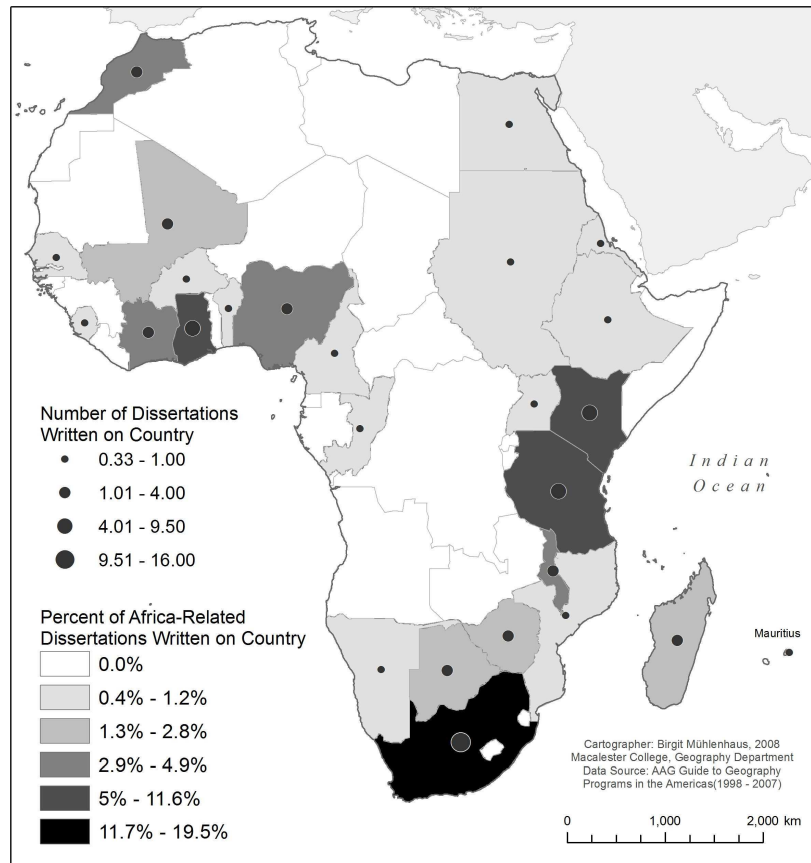 Number of Dissertations
Written on Country
0.33 - 1.00
1.01 - 4.00
4.01 - 9.50
9.51 - 16.00
Percent of Africa-Related
Dissertations Written on Country
0.0%
0.4% - 1.2%
1.3% - 2.8%
2.9% - 4.9%
5% - 11.6%
11.7% - 19.5%
Indian
Ocean
Mauritius
Cartographer: Birgit Mühlenhaus, 2008
Macalester College, Geography Department
Data Source: AAG Guide to Geography
Programs in the Americas(1998 - 2007)
0 1,000 2,000 km